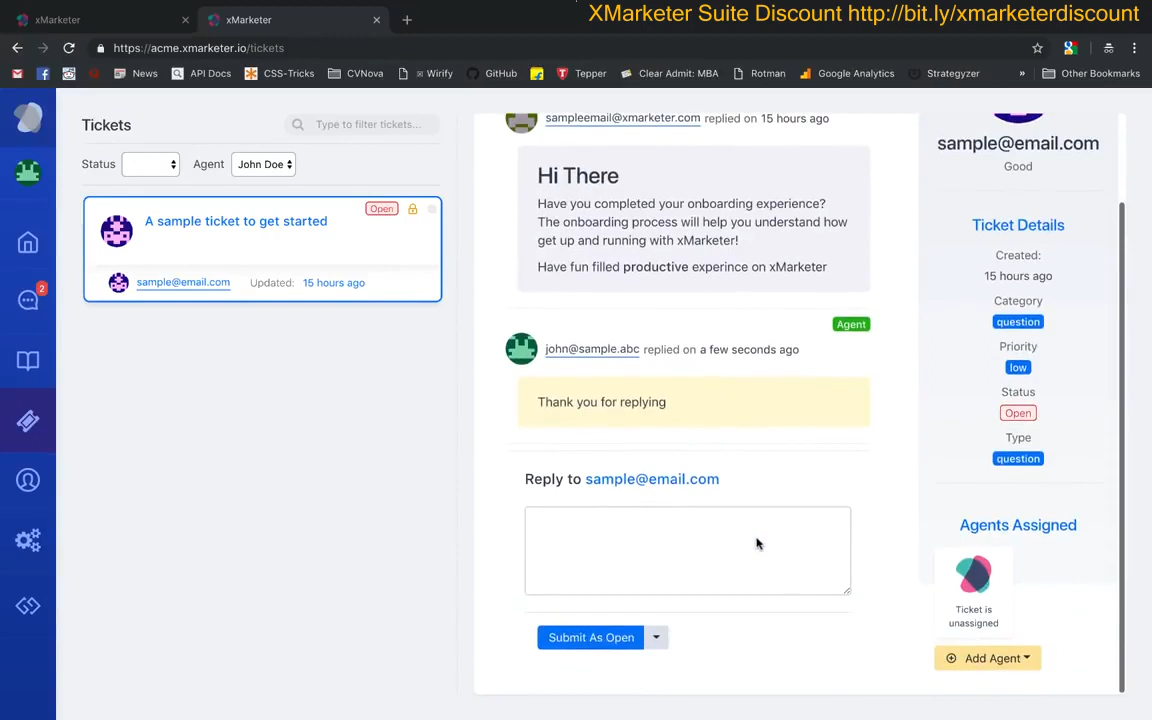 XMarketer Suite Discount http://bit.ly/xmarketerdiscount
xMarketer
xMarketer
https://acme.xmarketer.io/tickets
News
API Docs
CSS-Tricks
CVNova
Wirify
GitHub
Tepper
Clear Admit: MBA
Rotman
Google Analytics
Strategyzer
»
Other Bookmarks
2
Tickets
Type to filter tickets...
Status
Agent
John Doe
Open
A sample ticket to get started
sample@email.com Updated: 15 hours ago
sampleemail@xmarketer.com replied on 15 hours ago
Hi There
Have you completed your onboarding experience?
The onboarding process will help you understand how
get up and running with xMarketer!
Have fun filled productive experince on xMarketer
Agent
john@sample.abc replied on a few seconds ago
Thank you for replying
Reply to sample@email.com
Submit As Open
sample@email.com
Good
Ticket Details
Created:
15 hours ago
Category
question
Priority
low
Status
Open
Type
question
Agents Assigned
Ticket is
unassigned
Add Agent